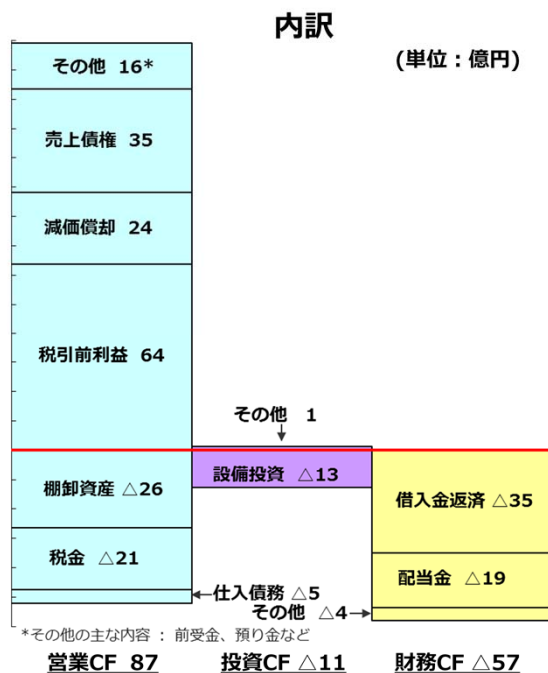 内訳
(単位：億円)
その他 16*
売上債権 35
減価償却 24
税引前利益 64
その他 1
棚卸資産 △26
設備投資 △13
借入金返済 △35
税金 △21
配当金 △19
仕入債務 △5
その他 △4
*その他の主な内容 : 前受金、預り金など
営業CF 87
投資CF △11
財務CF △57